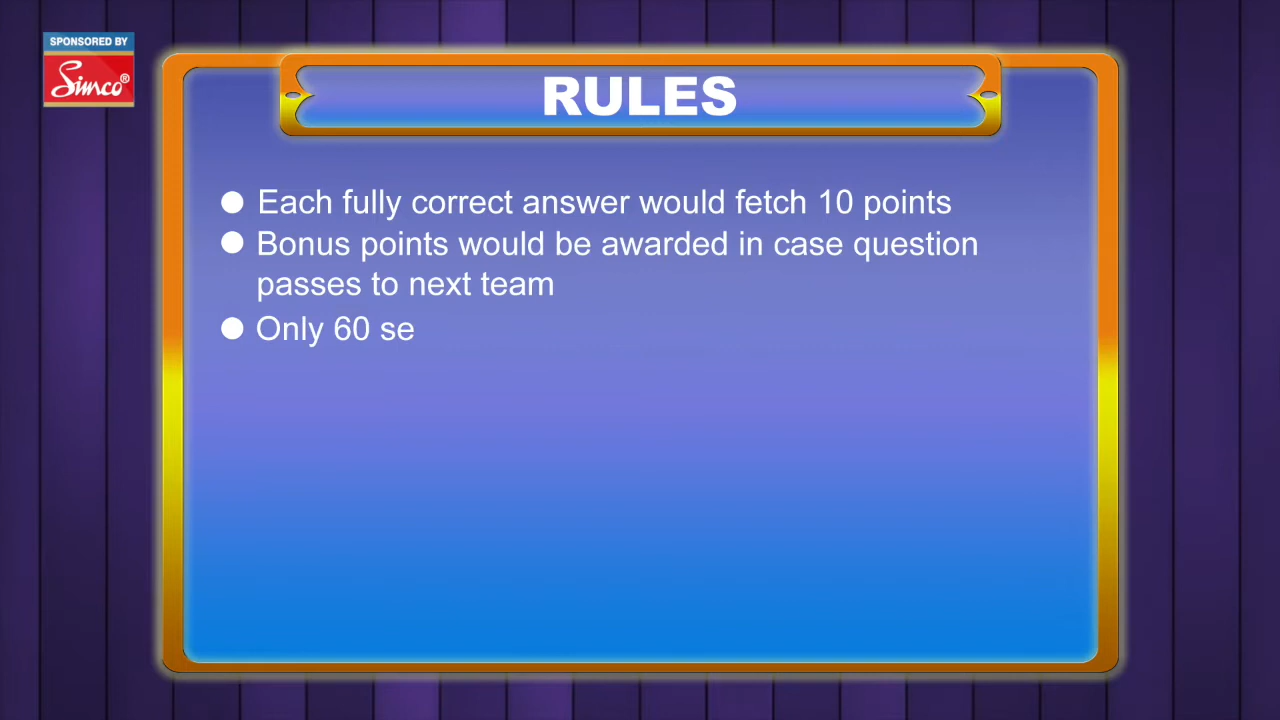 SPONSORED BY
Simco®
RULES
● Each fully correct answer would fetch 10 points
● Bonus points would be awarded in case question
passes to next team
● Only 60 se